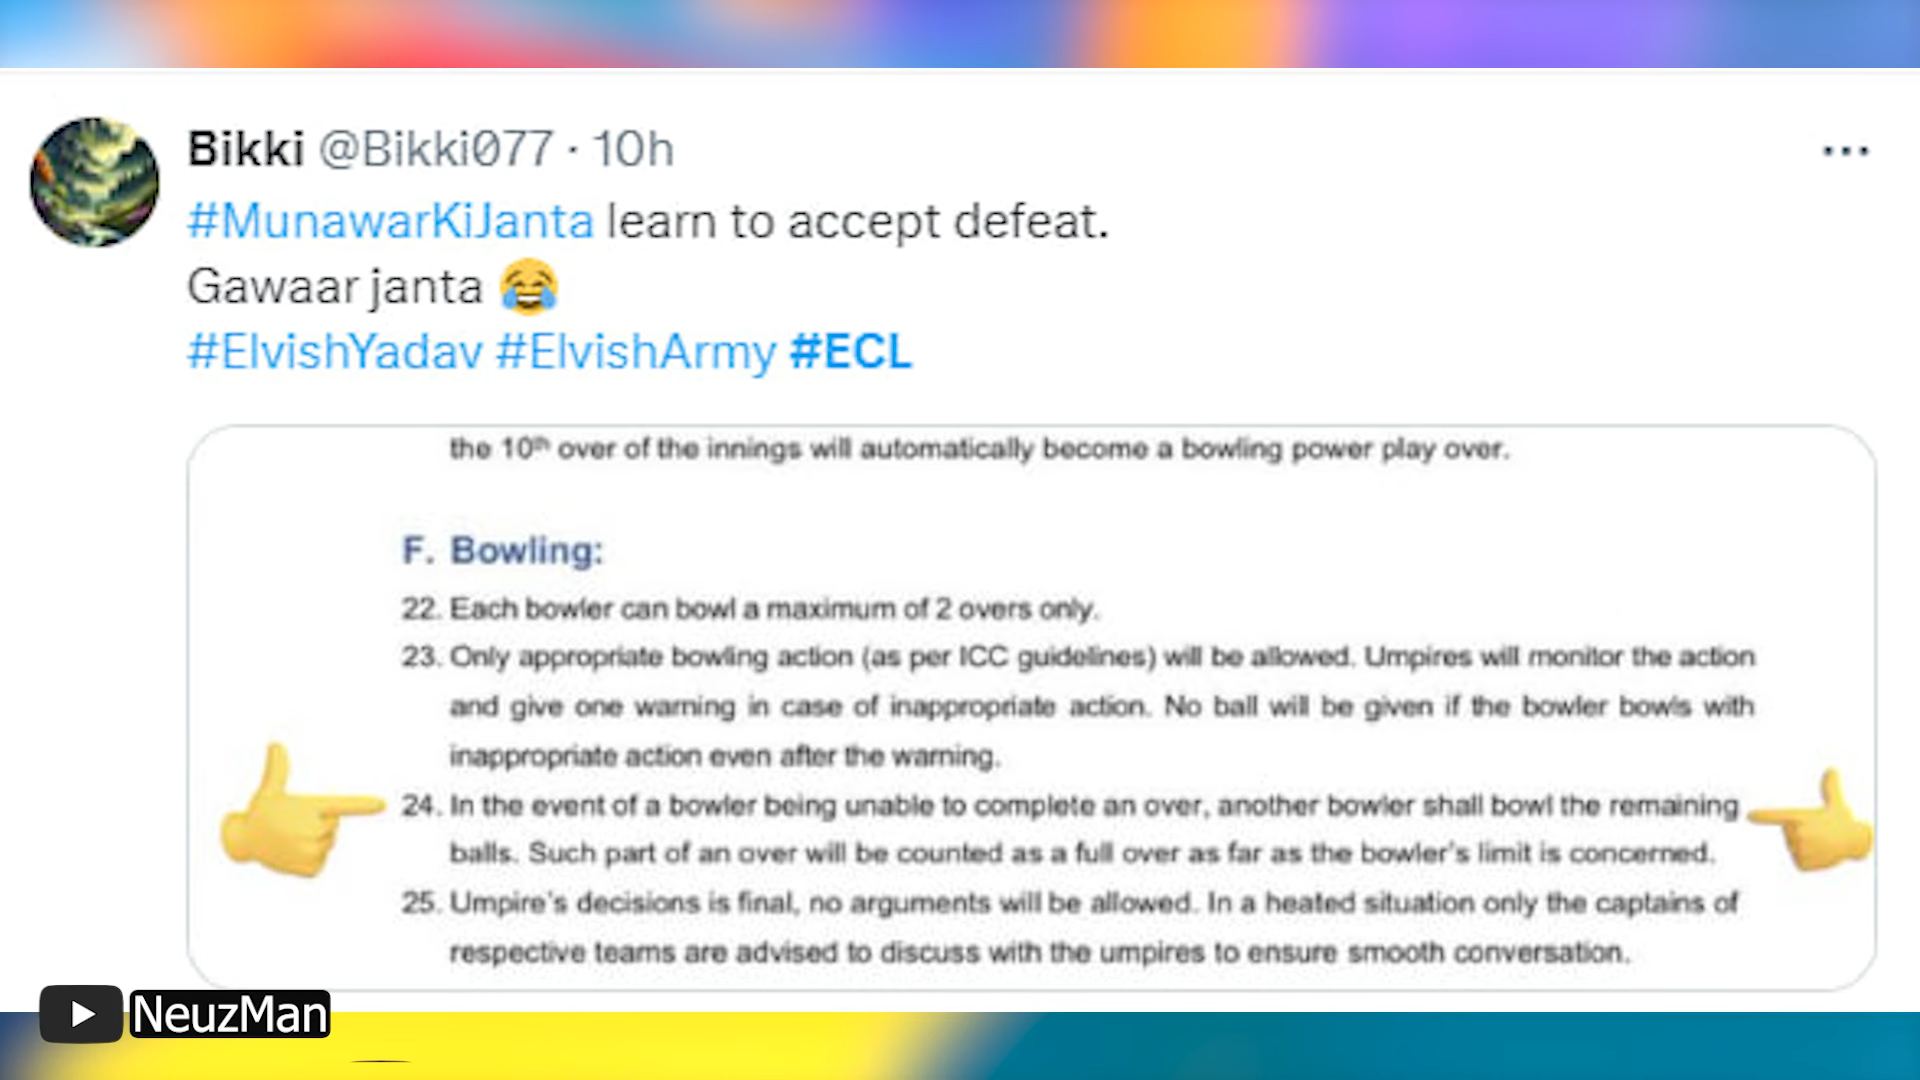 Bikki @Bikki077 · 10h
#MunawarKiJanta learn to accept defeat.
Gawaar janta 😂
#ElvishYadav #ElvishArmy #ECL
the 10th over of the innings will automatically become a bowling power play over.
F. Bowling:
22. Each bowler can bowl a maximum of 2 overs only.
23. Only appropriate bowling action (as per ICC guidelines) will be allowed. Umpires will monitor the action
and give one warning in case of inappropriate action. No ball will be given if the bowler bowls with
inappropriate action even after the warning.
24. In the event of a bowler being unable to complete an over, another bowler shall bowl the remaining
balls. Such part of an over will be counted as a full over as far as the bowler's limit is concerned.
25. Umpire's decisions is final, no arguments will be allowed. In a heated situation only the captains of
respective teams are advised to discuss with the umpires to ensure smooth conversation.
NeuzMan